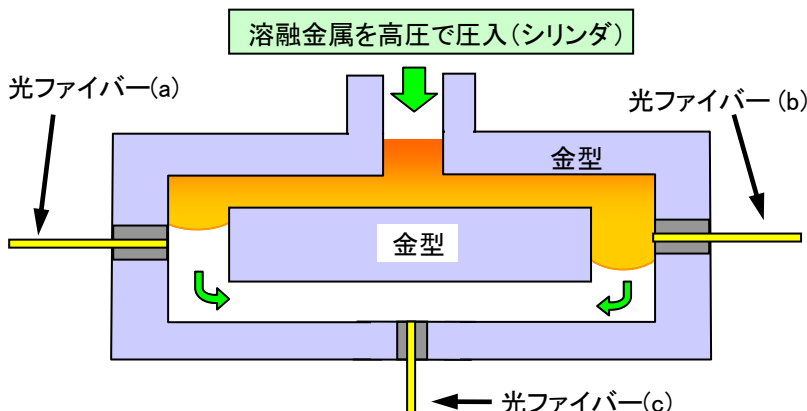 溶融金属を高圧で圧入(シリンダ)
光ファイバー(a)
光ファイバー (b)
金型
金型
光ファイバー(c)